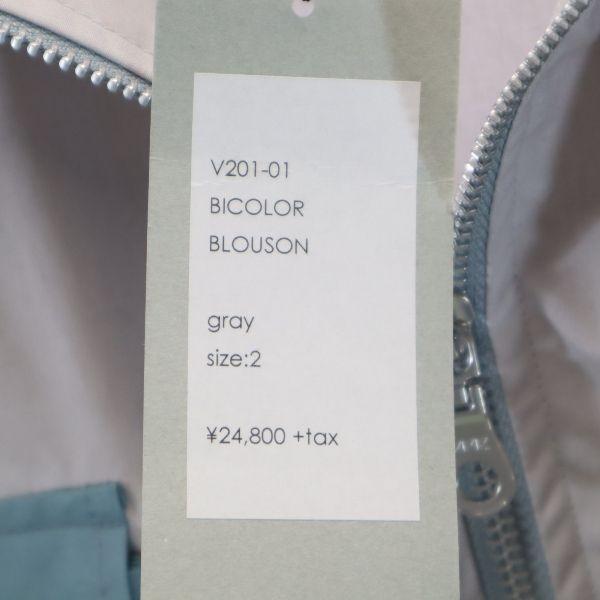 V201-01
BICOLOR
BLOUSON
gray
size:2
¥24,800 +tax